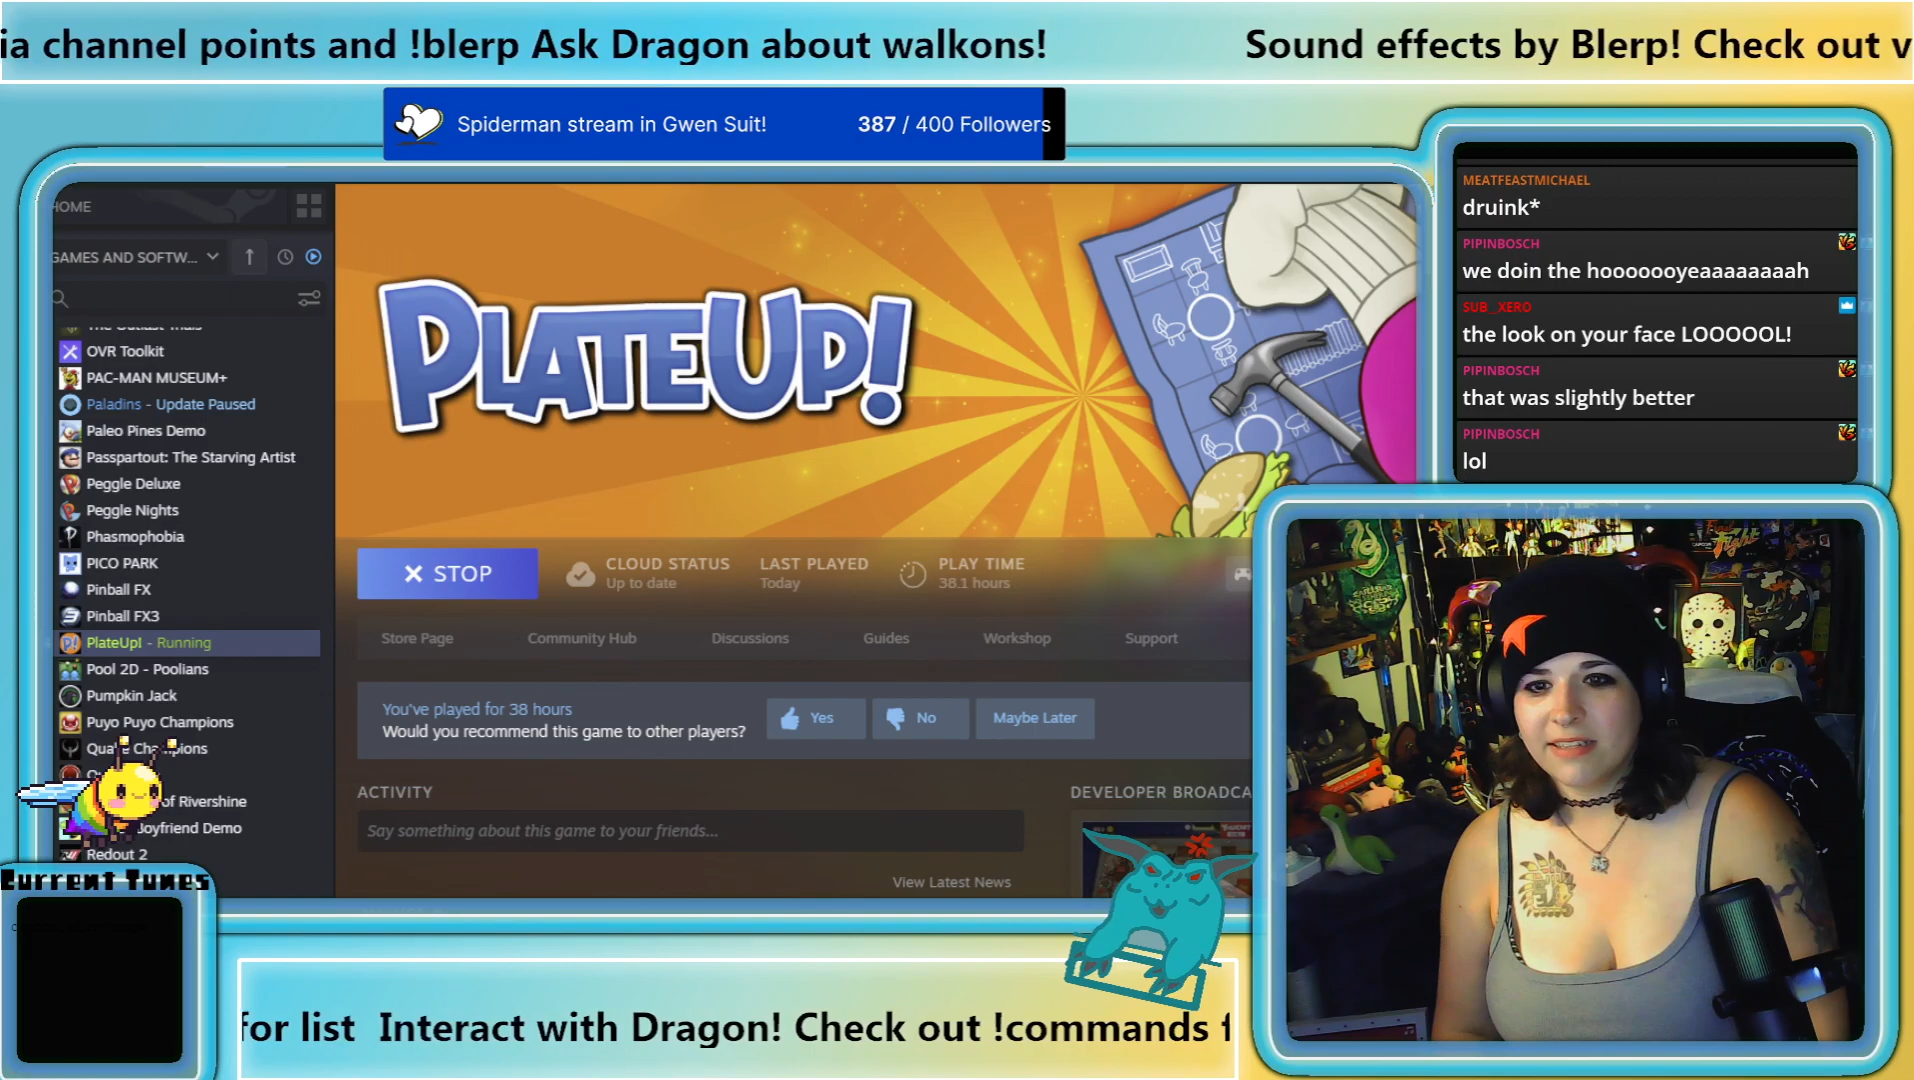 ia channel points and !blerp Ask Dragon about walkons!
Sound effects by Blerp! Check out v
Spiderman stream in Gwen Suit!
387 / 400 Followers
HOME
GAMES AND SOFTW...
The Outlast Trials
OVR Toolkit
PAC-MAN MUSEUM+
Paladins - Update Paused
Paleo Pines Demo
Passpartout: The Starving Artist
Peggle Deluxe
Peggle Nights
Phasmophobia
PICO PARK
Pinball FX
Pinball FX3
PlateUp! - Running
Pool 2D - Poolians
Pumpkin Jack
Puyo Puyo Champions
Quake Champions
of Rivershine
oyfriend Demo
Redout 2
PLATEUP!
STOP
CLOUD STATUS
Up to date
LAST PLAYED
Today
PLAY TIME
38.1 hours
Store Page
Community Hub
Discussions
Guides
Workshop
Support
You've played for 38 hours
Would you recommend this game to other players?
Yes
No
Maybe Later
ACTIVITY
Say something about this game to your friends...
View Latest News
DEVELOPER BROADCA
MEATFEASTMICHAEL
druink*
PIPINBOSCH
we doin the hooooooyeaaaaaaaah
SUB_XERO
the look on your face LOOOOOL!
PIPINBOSCH
that was slightly better
PIPINBOSCH
lol
Current Tunes
for list Interact with Dragon! Check out !commands f